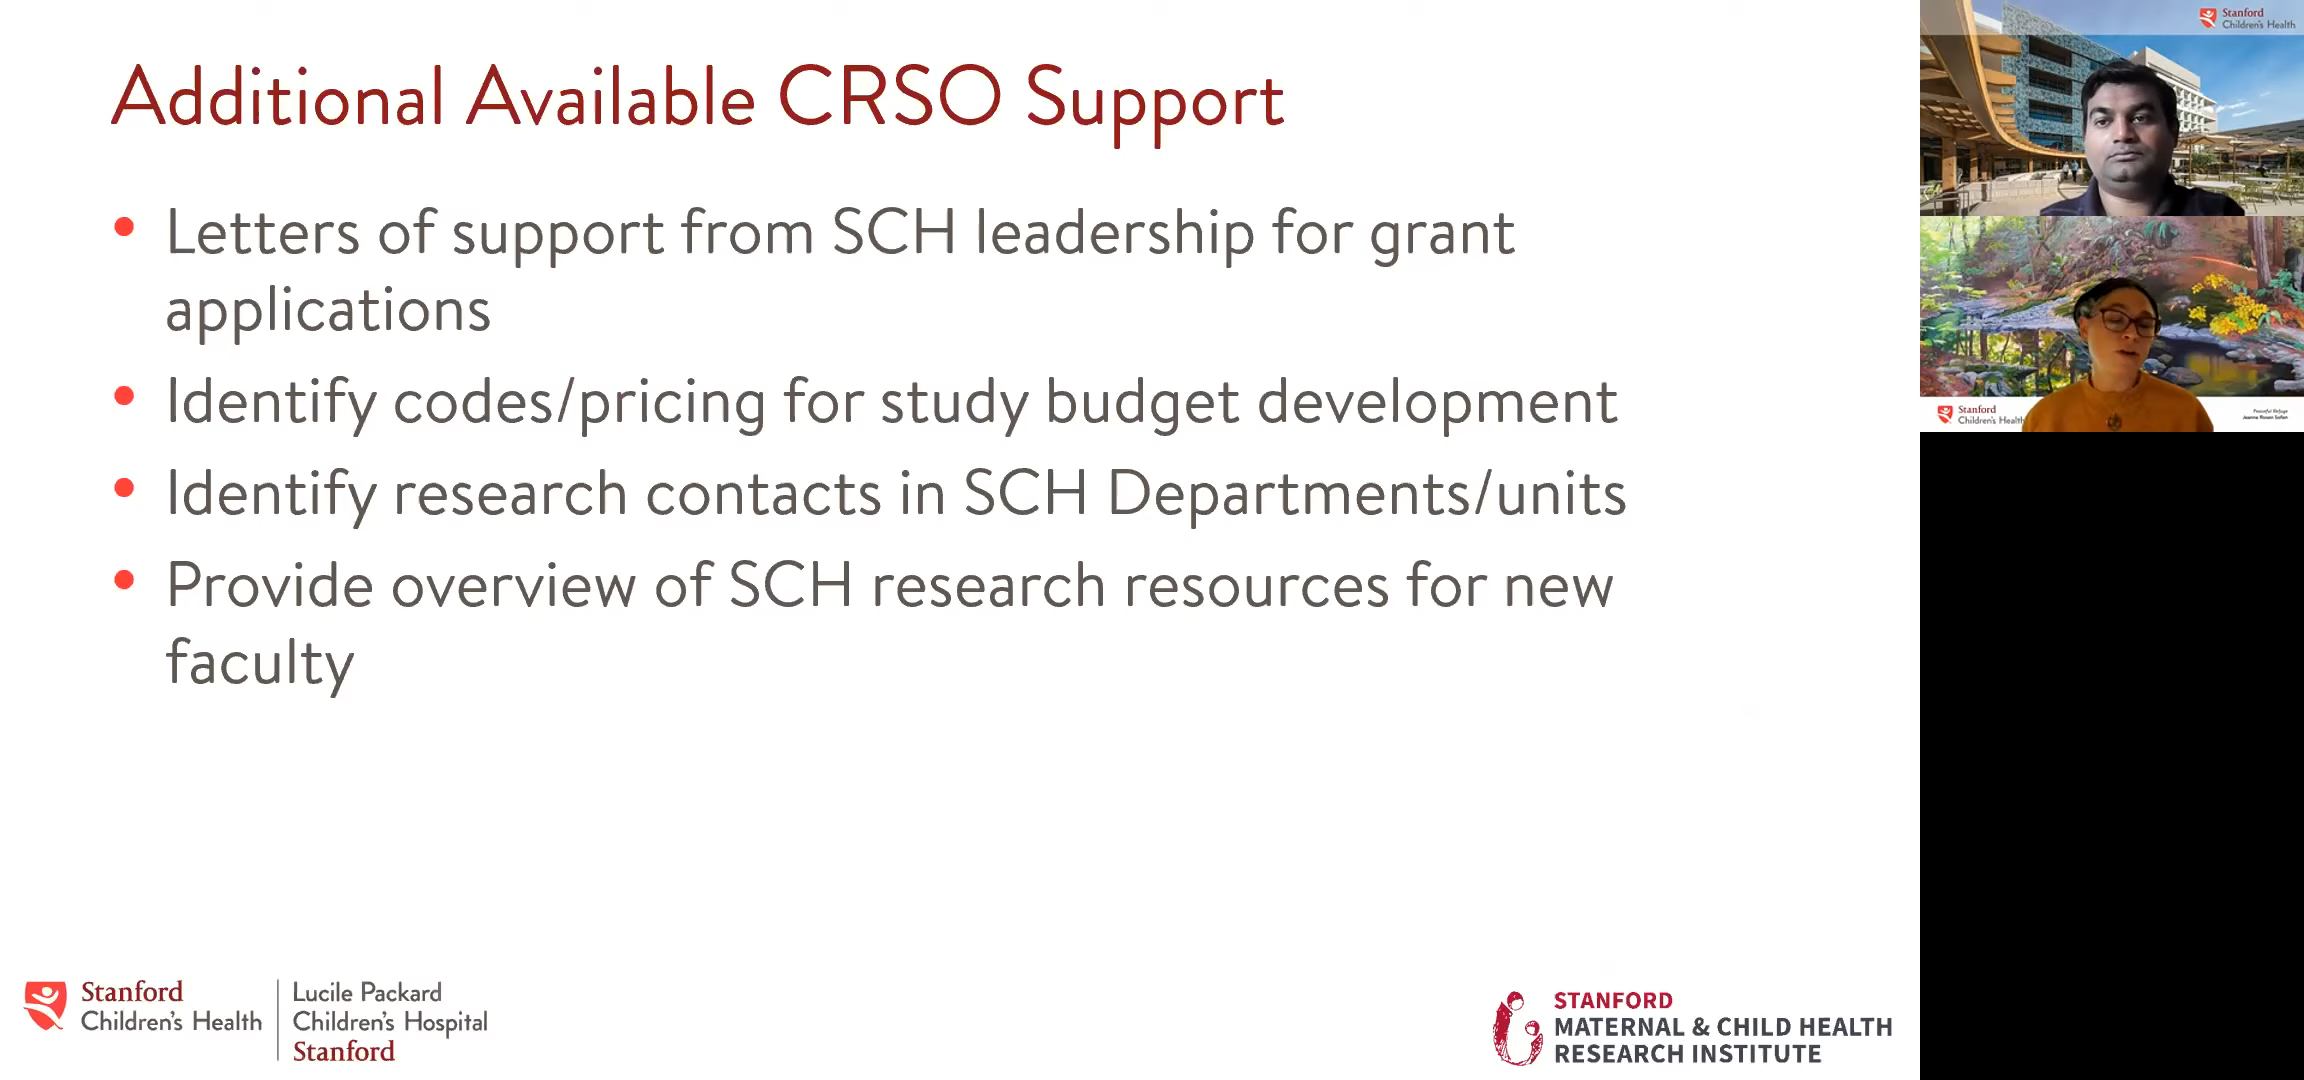 Additional Available CRSO Support
• Letters of support from SCH leadership for grant
applications
• Identify codes/pricing for study budget development
• Identify research contacts in SCH Departments/units
• Provide overview of SCH research resources for new
faculty
Stanford
Children's Health
Lucile Packard
Children's Hospital
Stanford
STANFORD
MATERNAL & CHILD HEALTH
RESEARCH INSTITUTE
Stanford
Children's Health
Stanford
Children's Health
Peaceful Refuge